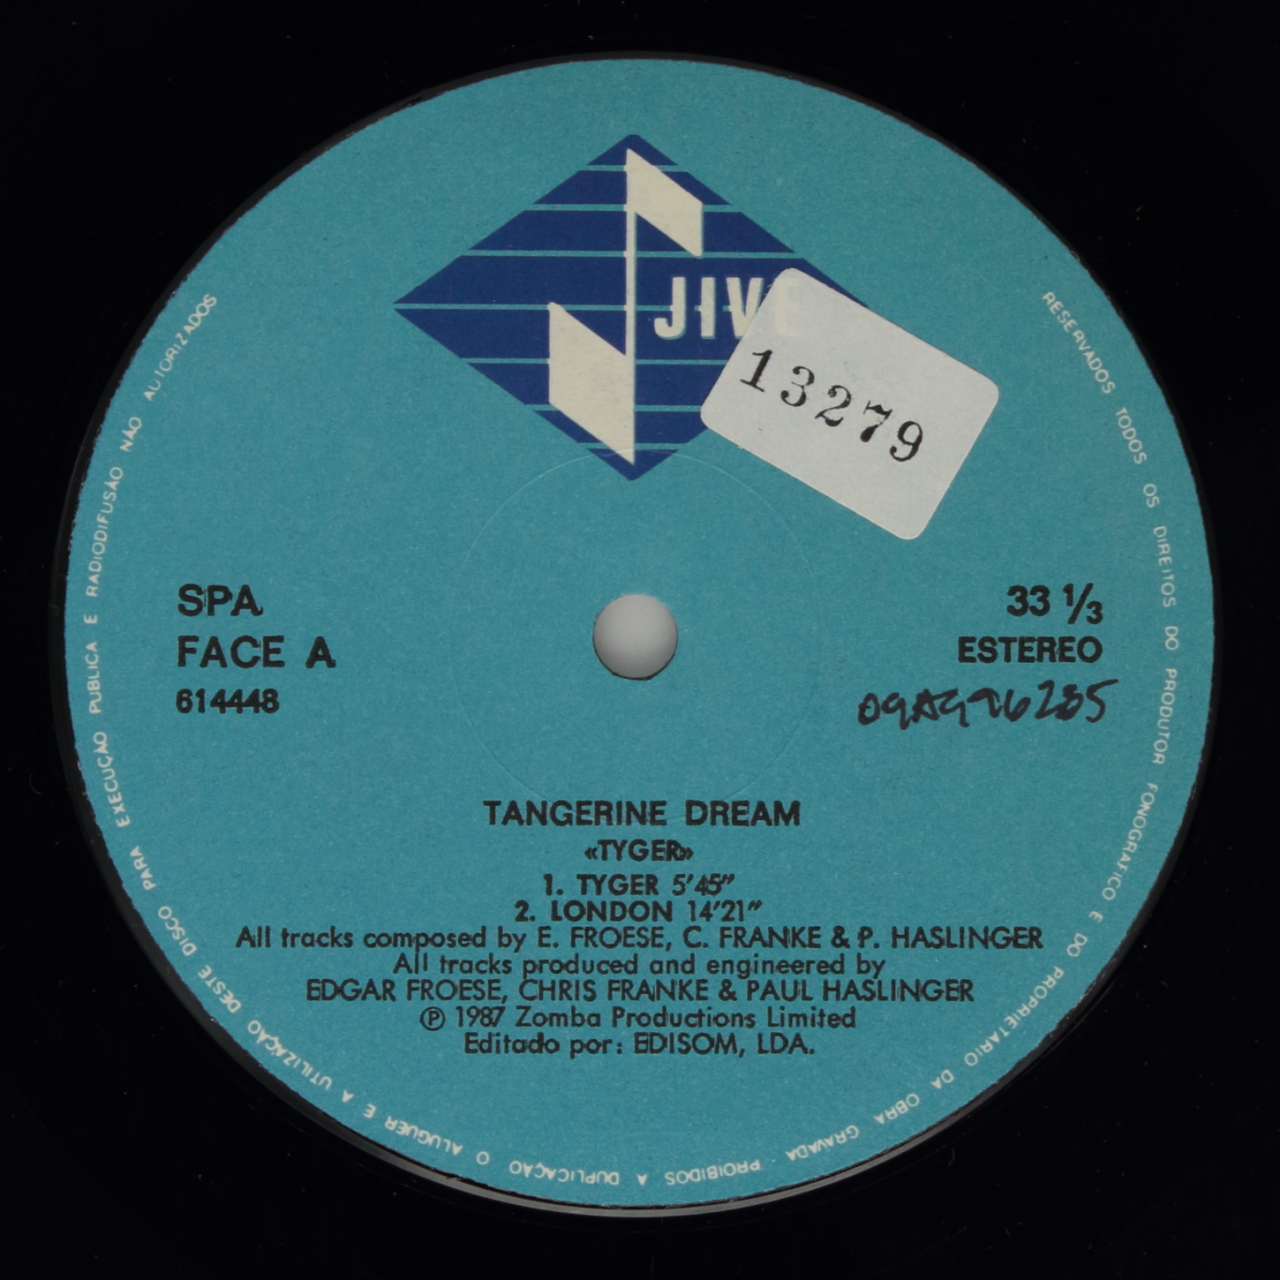 JIVE
13279
SPA
FACE A
614448
33 1/3
ESTEREO
TANGERINE DREAM
«TYGER»
1. TYGER 5'45"
2. LONDON 14'21"
All tracks composed by E. FROESE, C. FRANKE & P. HASLINGER
All tracks produced and engineered by
EDGAR FROESE, CHRIS FRANKE & PAUL HASLINGER
℗ 1987 Zomba Productions Limited
Editado por: EDISOM, LDA.
RESERVADOS TODOS OS DIREITOS DO PRODUTOR FONOGRAFICO E DO PROPRIETARIO DA OBRA GRAVADA. PROIBIDOS A DUPLICAÇÃO O ALUGUER E A UTILIZAÇÃO DESTE DISCO PARA EXECUÇÃO PUBLICA E RADIODIFUSÃO NÃO AUTORIZADOS